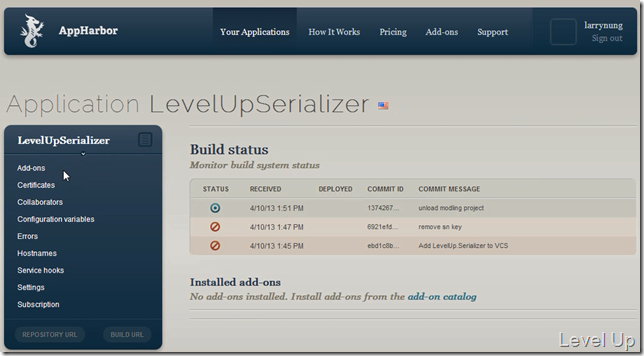 AppHarbor
Your Applications How It Works Pricing Add-ons Support
larrynung
Sign out
Application LevelUpSerializer
LevelUpSerializer
Add-ons
Certificates
Collaborators
Configuration variables
Errors
Hostnames
Service hooks
Settings
Subscription
REPOSITORY URL BUILD URL
Build status
Monitor build system status
STATUS RECEIVED DEPLOYED COMMIT ID COMMIT MESSAGE
4/10/13 1:51 PM 1374267... unload modling project
4/10/13 1:47 PM 6921efd... remove sn key
4/10/13 1:45 PM ebd1c8b... Add LevelUp.Serializer to VCS
Installed add-ons
No add-ons installed. Install add-ons from the add-on catalog
Level Up